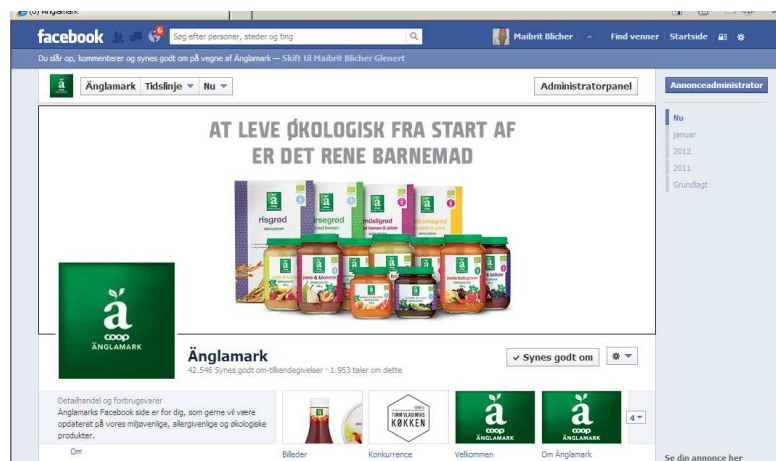 (6) Änglamark
facebook
6
Søg efter personer, steder og ting
Maibrit Blicher
Find venner
Startside
Du slår op, kommenterer og synes godt om på vegne af Änglamark — Skift til Maibrit Blicher Glenert
Änglamark
Tidslinje
Nu
Administratorpanel
Annonceadministrator
Nu
januar
2012
2011
Grundlagt
AT LEVE ØKOLOGISK FRA START AF
ER DET RENE BARNEMAD
risgrød
müsligrød
coop
ÄNGLAMARK
Änglamark
42.546 Synes godt om-tilkendegivelser · 1.953 taler om dette
Synes godt om
Detailhandel og forbrugsvarer
Änglamarks Facebook side er for dig, som gerne vil være
opdateret på vores miljøvenlige, allergivenlige og økologiske
produkter.
Om
TIMM VLADIMIRS
KØKKEN
å
coop
ÄNGLAMARK
å
coop
ÄNGLAMARK
4
Billeder
Konkurrence
Velkommen
Om Änglamark
Se din annonce her